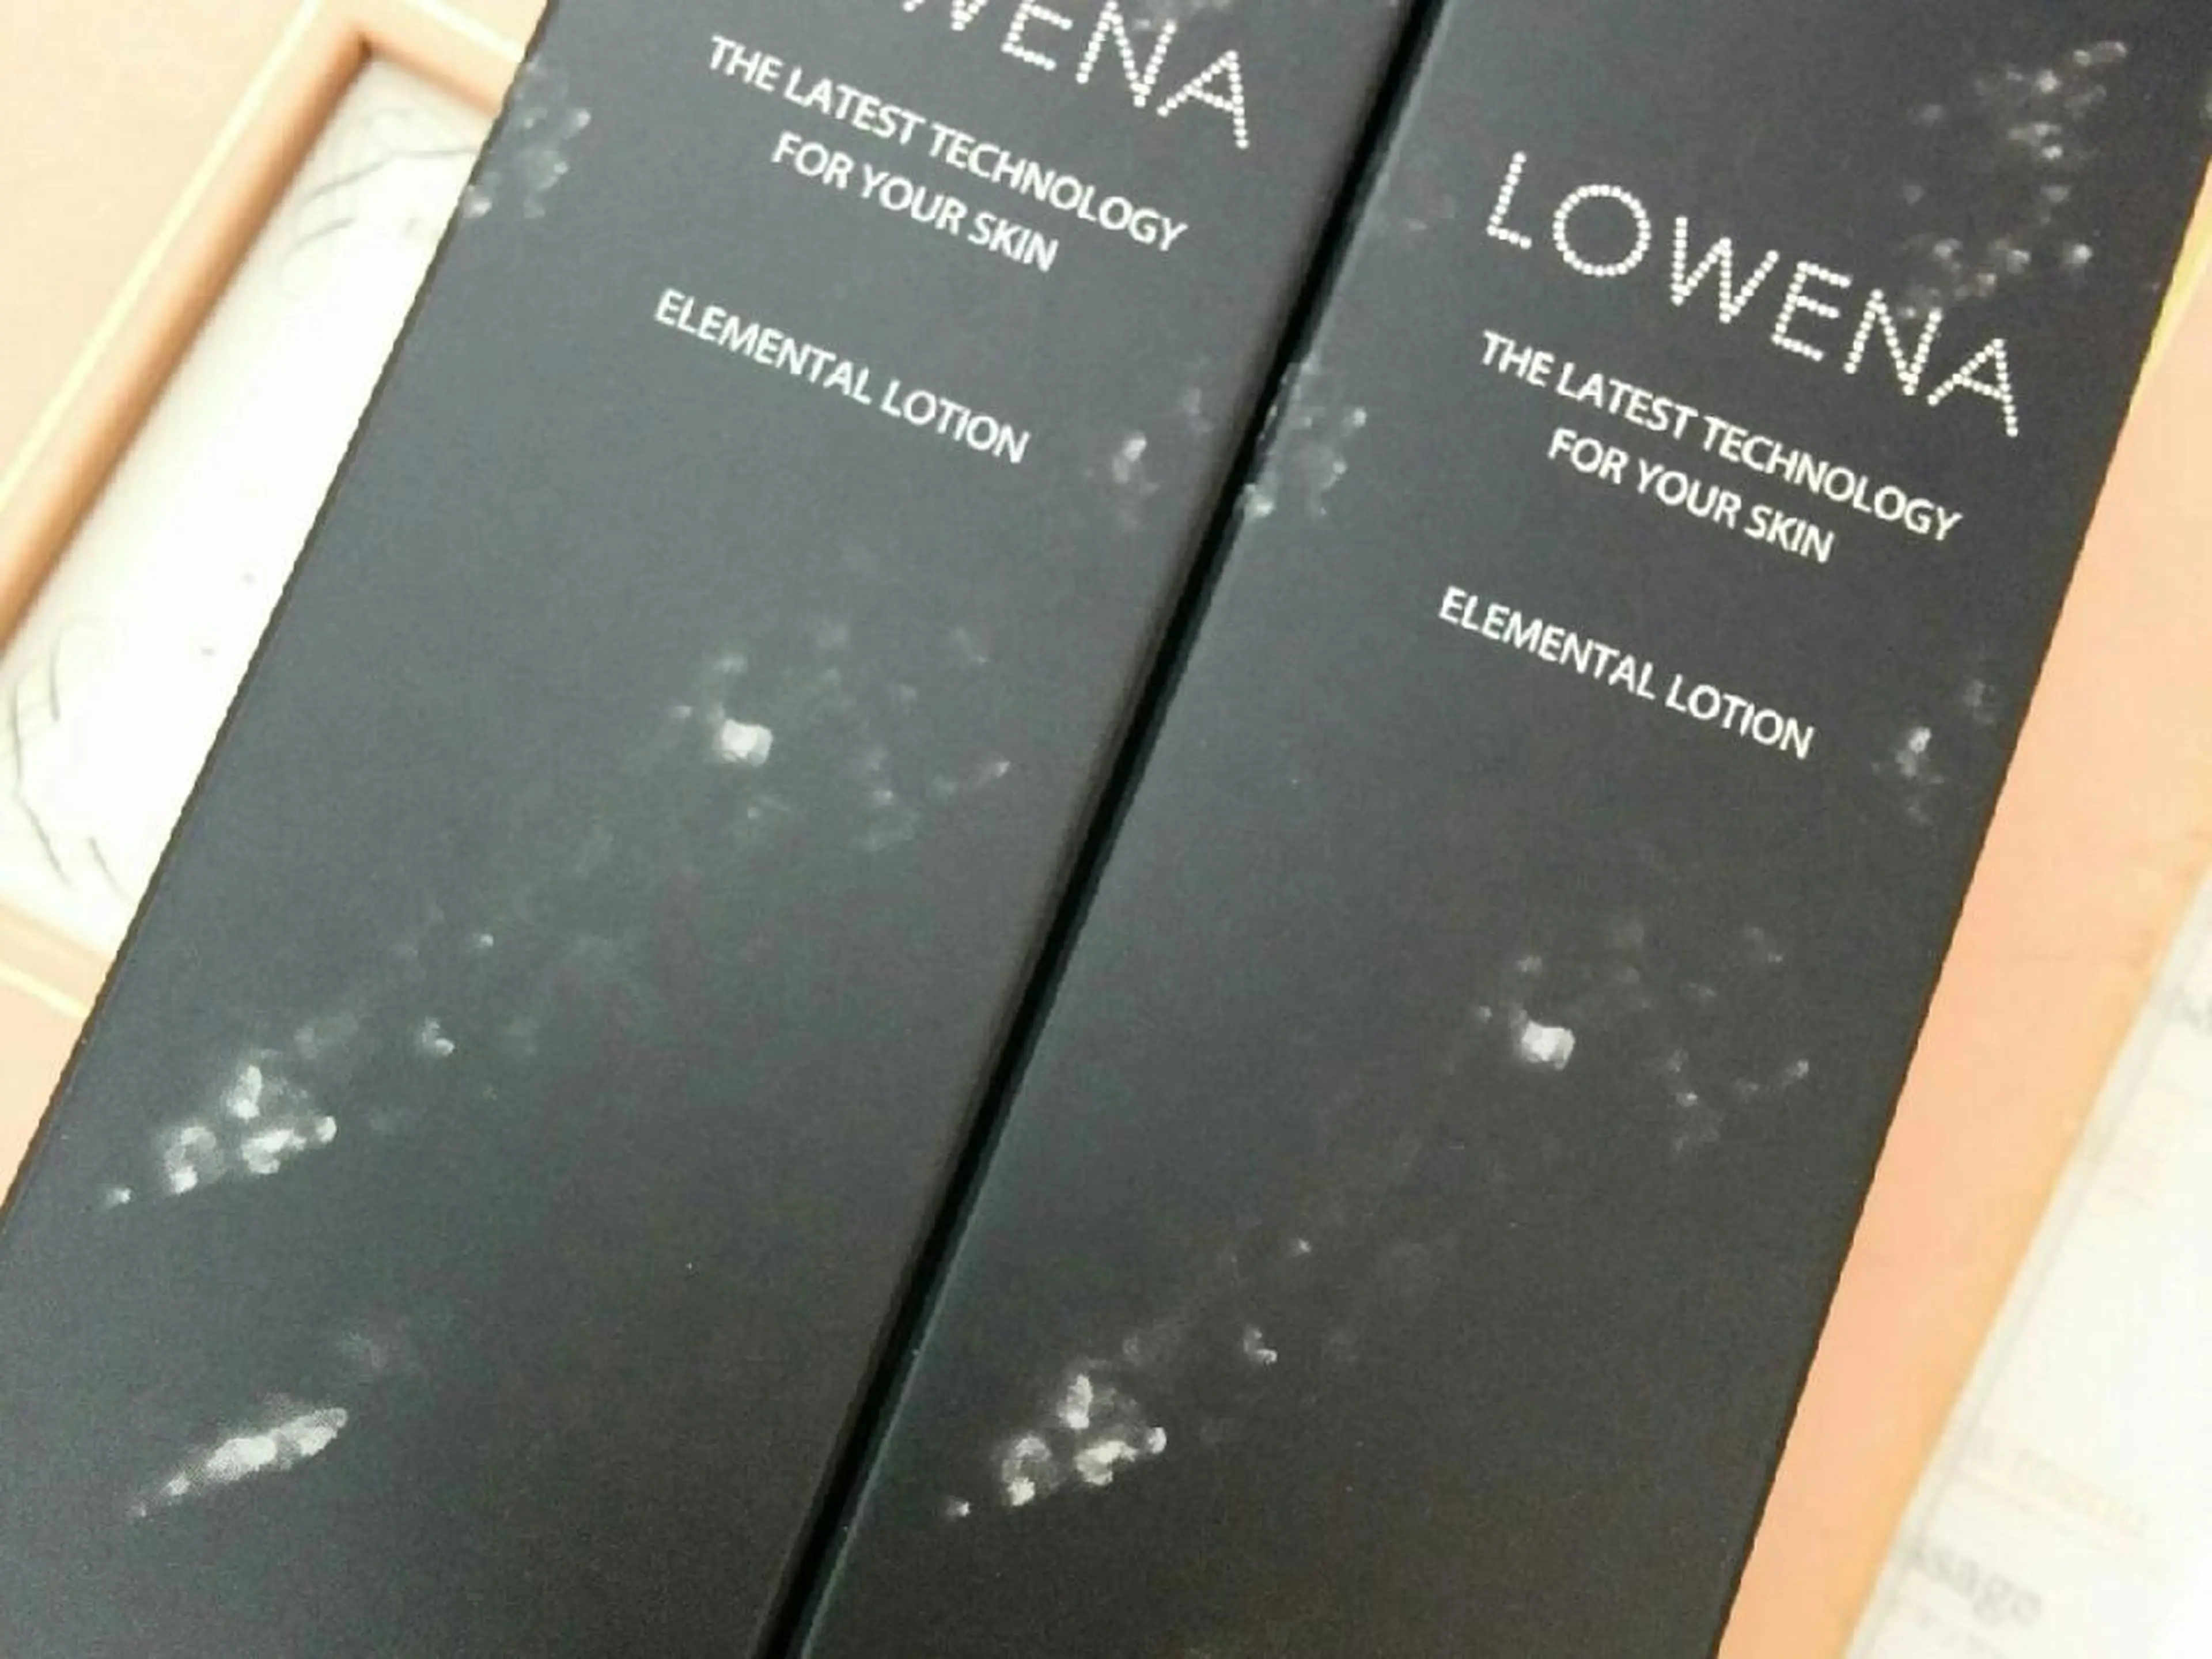 WENA
THE LATEST TECHNOLOGY
FOR YOUR SKIN
ELEMENTAL LOTION
LOWENA
THE LATEST TECHNOLOGY
FOR YOUR SKIN
ELEMENTAL LOTION